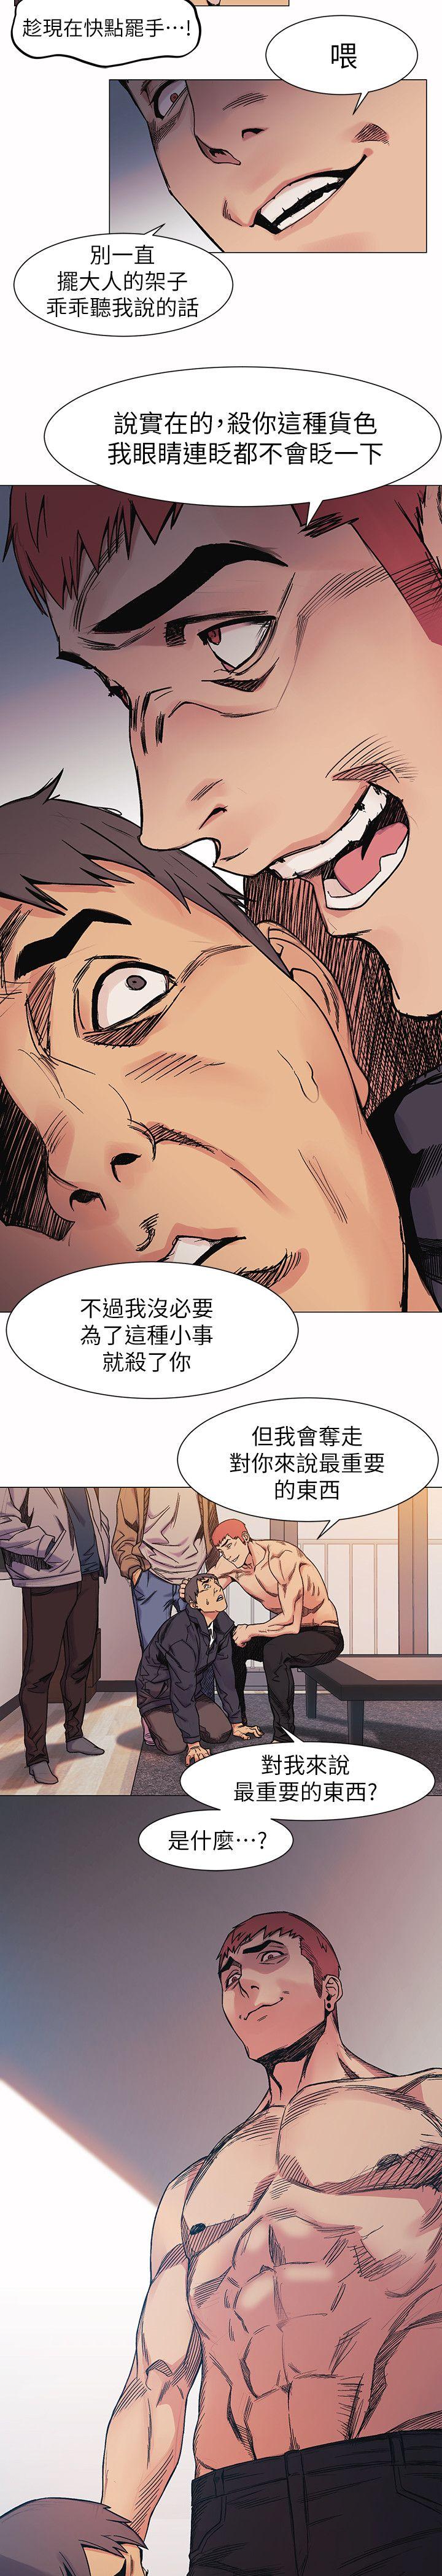 趁現在快點罷手⋯!
喂
別一直
擺大人的架子
乖乖聽我說的話
說實在的，殺你這種貨色
我眼睛連眨都不會眨一下
不過我沒必要
為了這種小事
就殺了你
但我會奪走
對你來說最重要
的東西
對我來說
最重要的東西?
是什麼⋯?